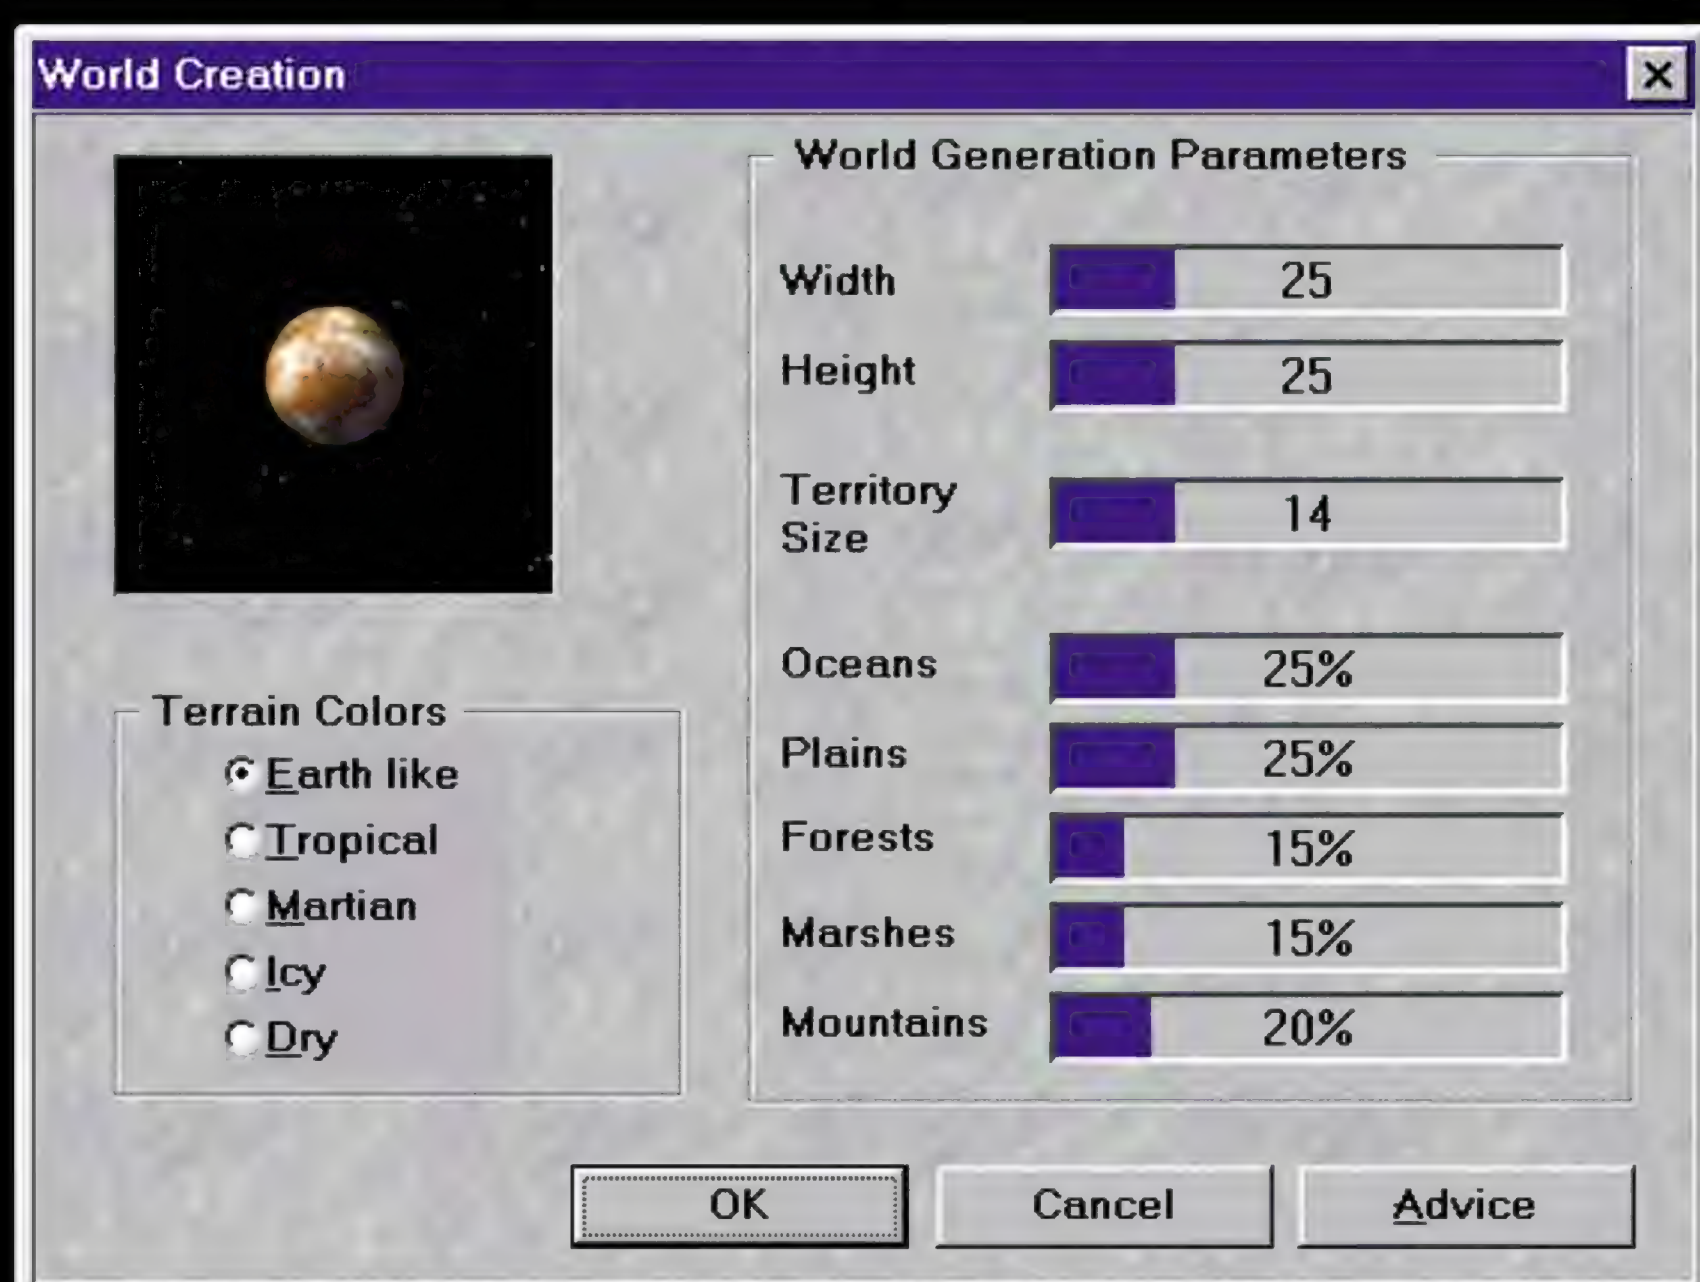 World Creation
World Generation Parameters
Width 25
Height 25
Territory
Size 14
Oceans 25%
Plains 25%
Forests 15%
Marshes 15%
Mountains 20%
Terrain Colors
Earth like
Tropical
Martian
Icy
Dry
OK Cancel Advice